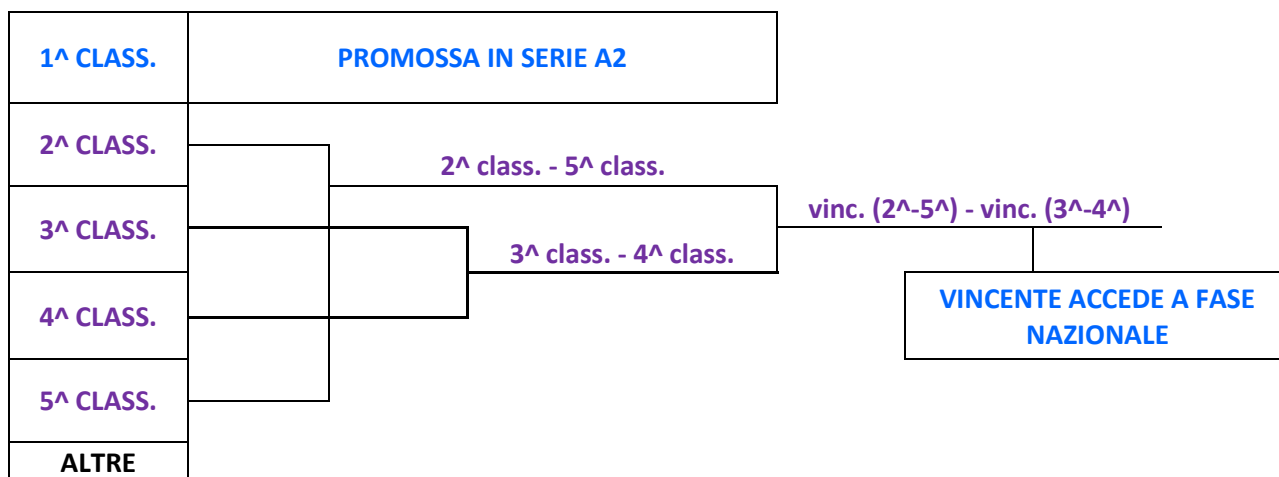 1^ CLASS.
PROMOSSA IN SERIE A2
2^ CLASS.
2^ class. - 5^ class.
3^ CLASS.
vinc. (2^-5^) - vinc. (3^-4^)
3^ class. - 4^ class.
4^ CLASS.
VINCENTE ACCEDE A FASE
NAZIONALE
5^ CLASS.
ALTRE